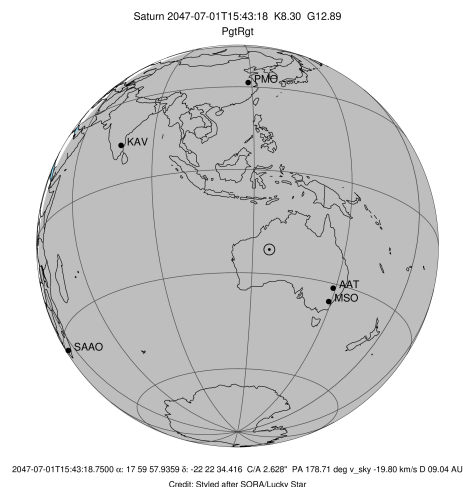 Saturn 2047-07-01T15:43:18  K8.30  G12.89
PgtRgt
PMO
KAV
AAT
MSO
SAAO
2047-07-01T15:43:18.7500 α: 17 59 57.9359 δ: -22 22 34.416  C/A 2.628"  PA 178.71 deg v_sky -19.80 km/s D 09.04 AU
Credit: Styled after SORA/Lucky Star